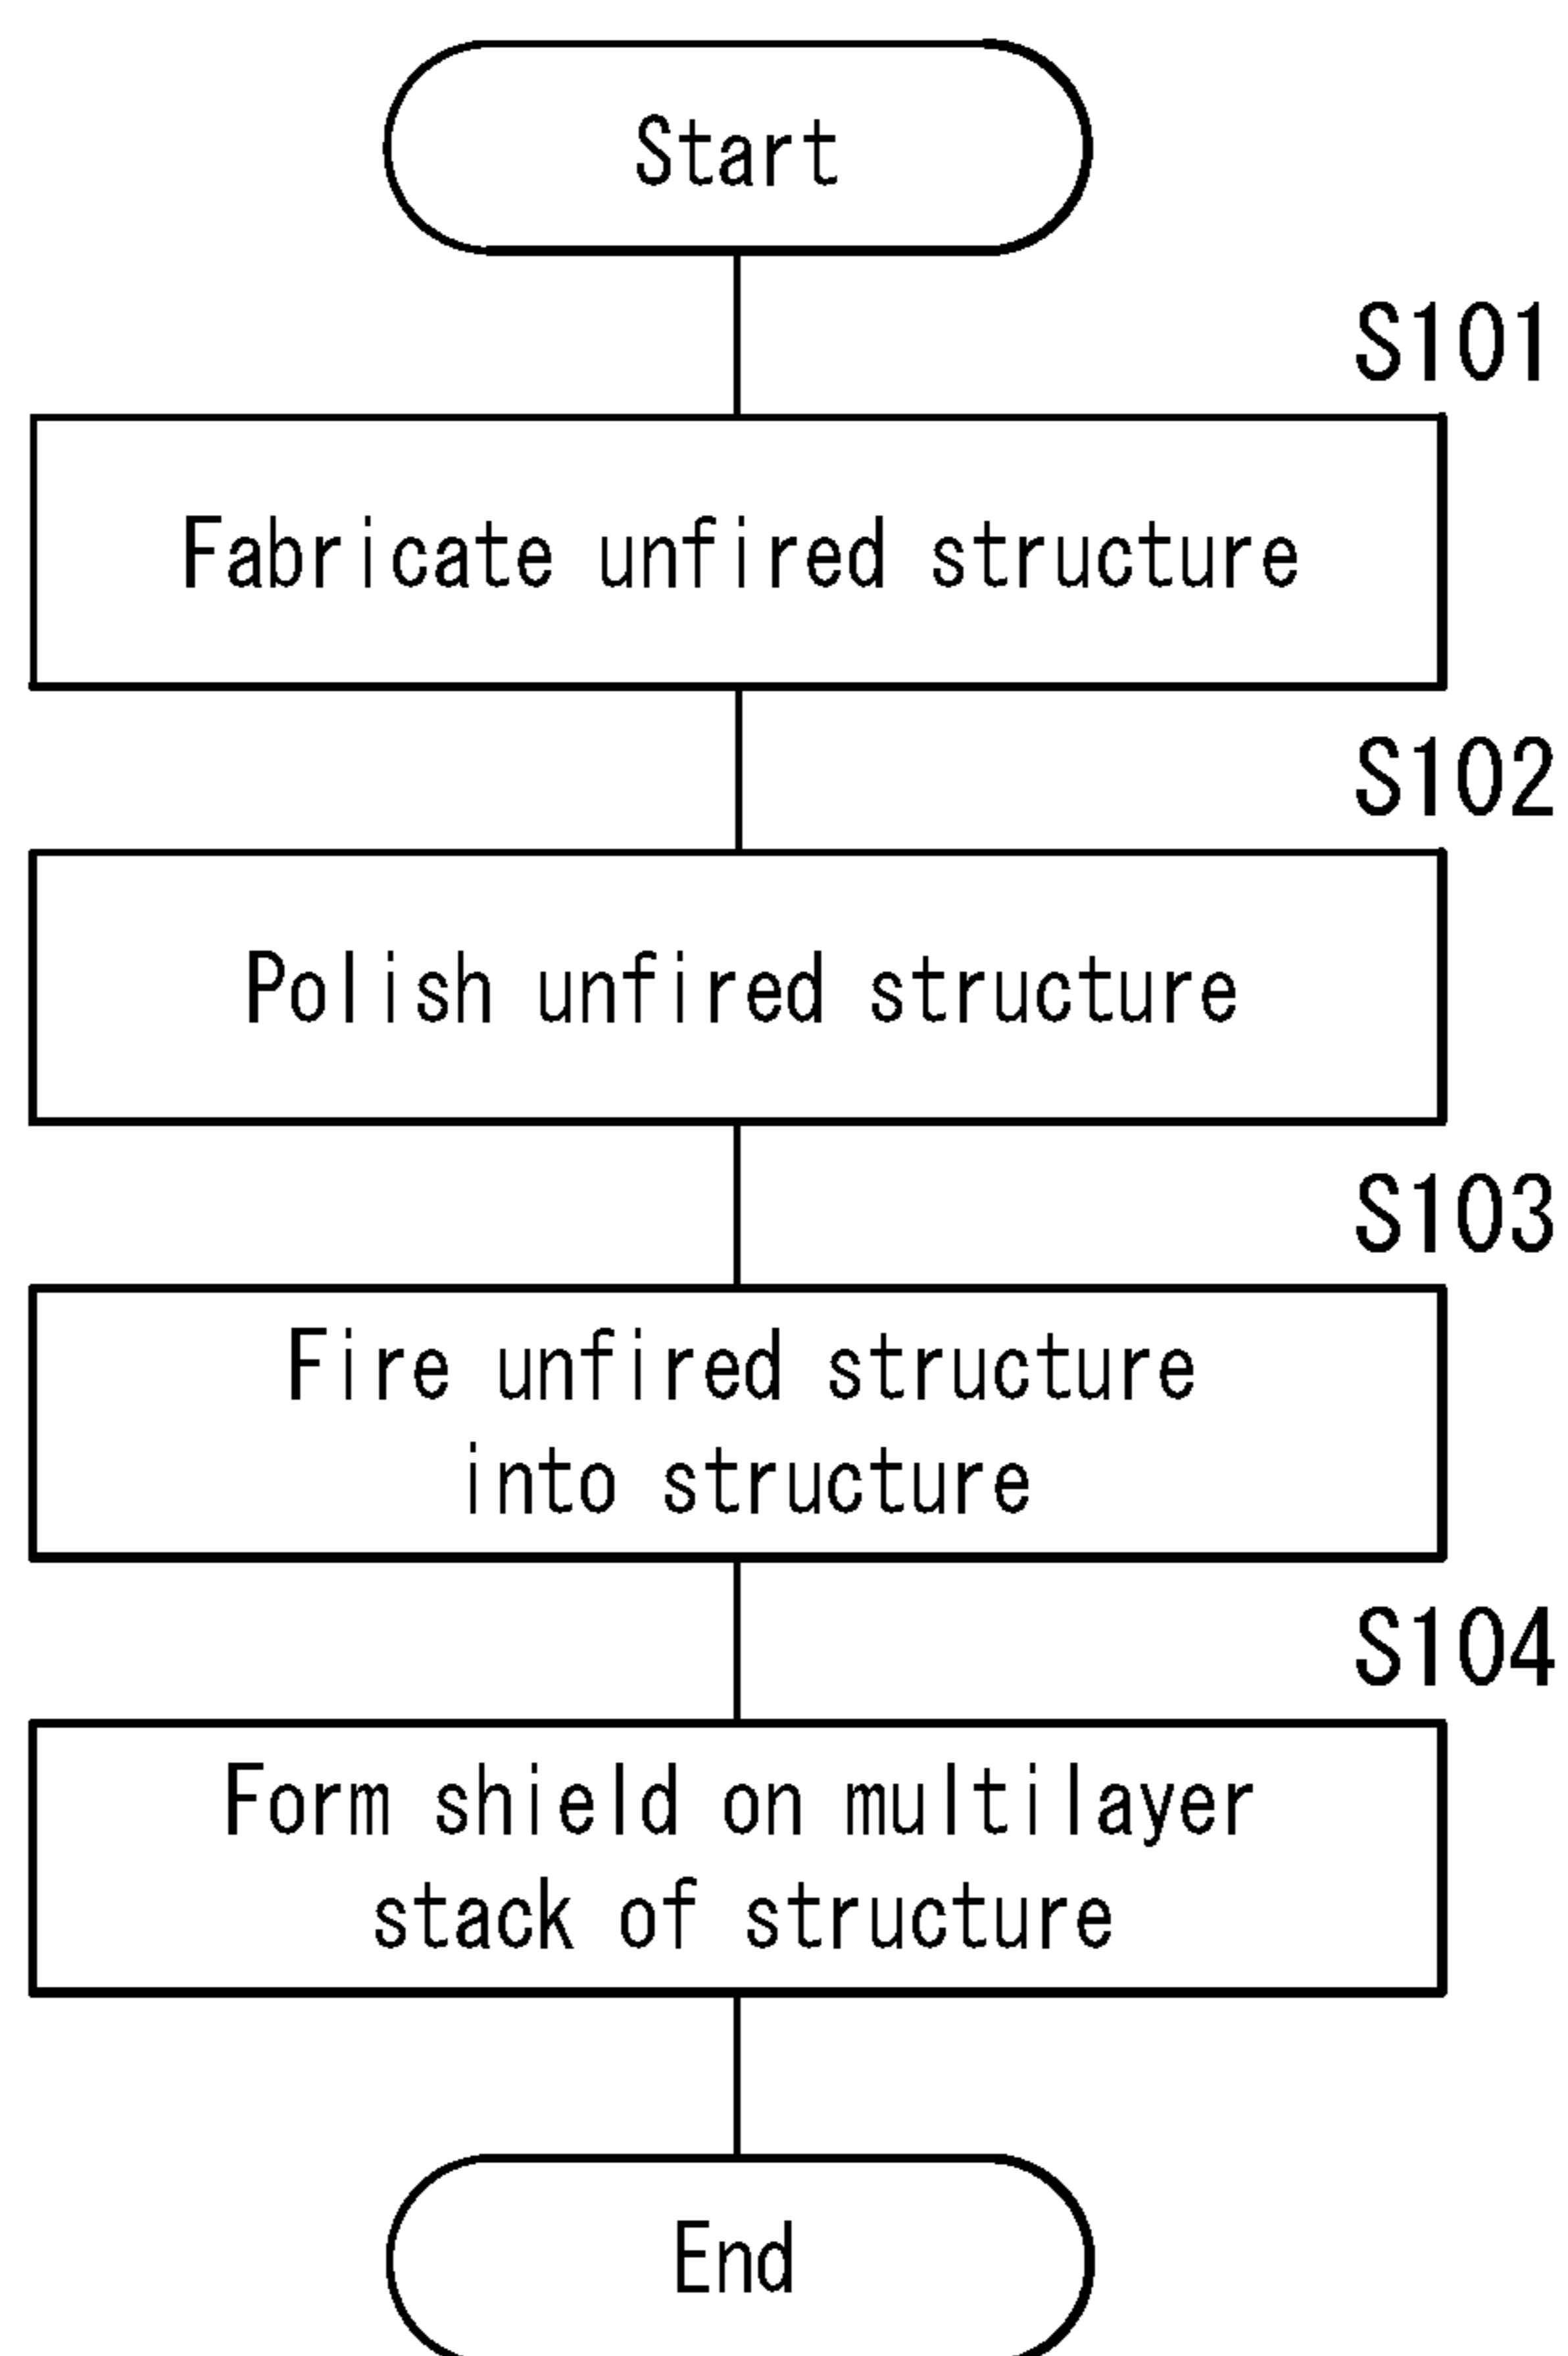 Start
S101
Fabricate unfired structure
S102
Polish unfired structure
S103
Fire unfired structure
into structure
S104
Form shield on multilayer
stack of structure
End